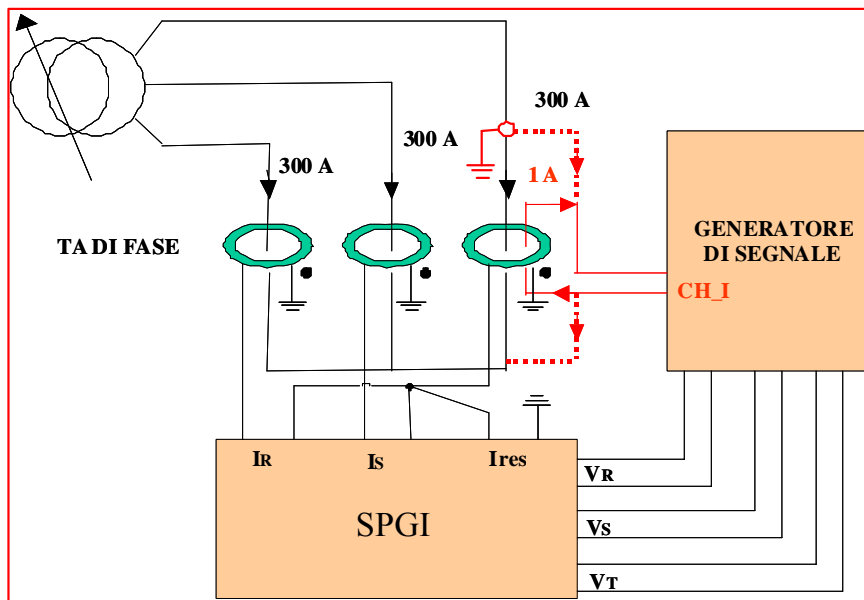 300 A
300 A
300 A
1 A
TA DI FASE
GENERATORE
DI SEGNALE
CH_I
IR
IS
Ires
VR
SPGI
VS
VT